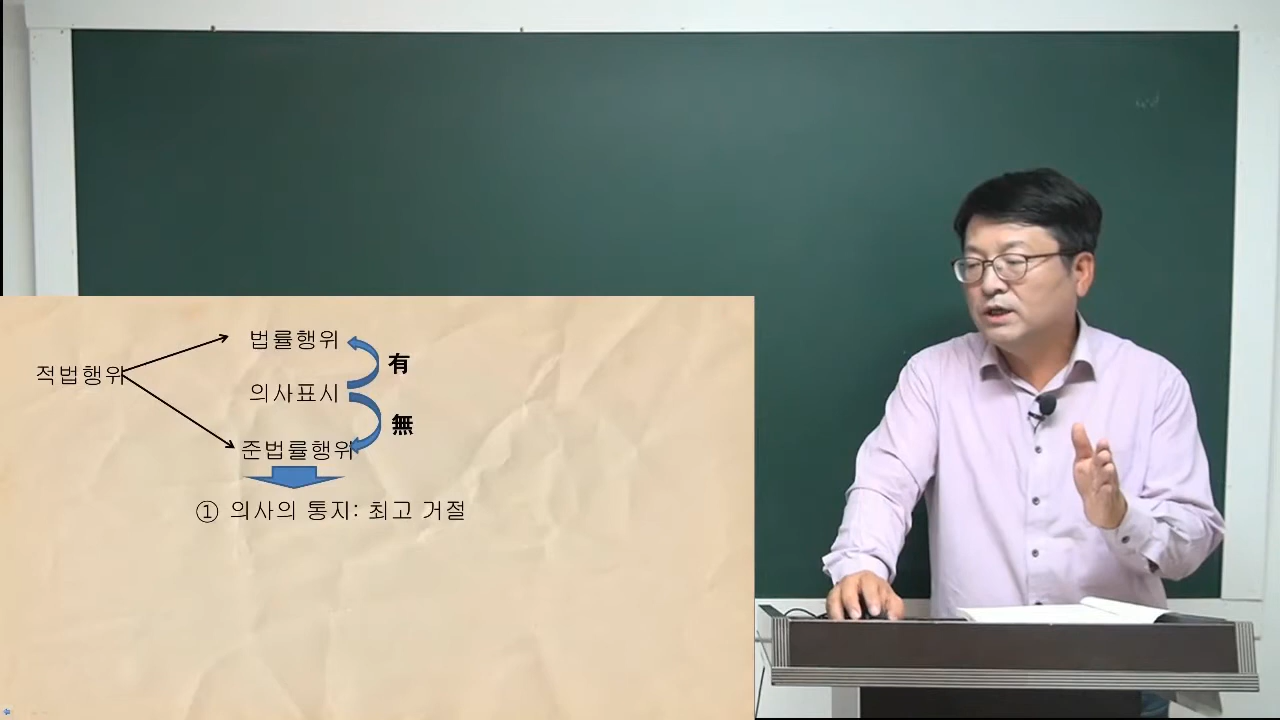 법률행위
有
적법행위
의사표시
無
준법률행위
① 의사의 통지: 최고 거절